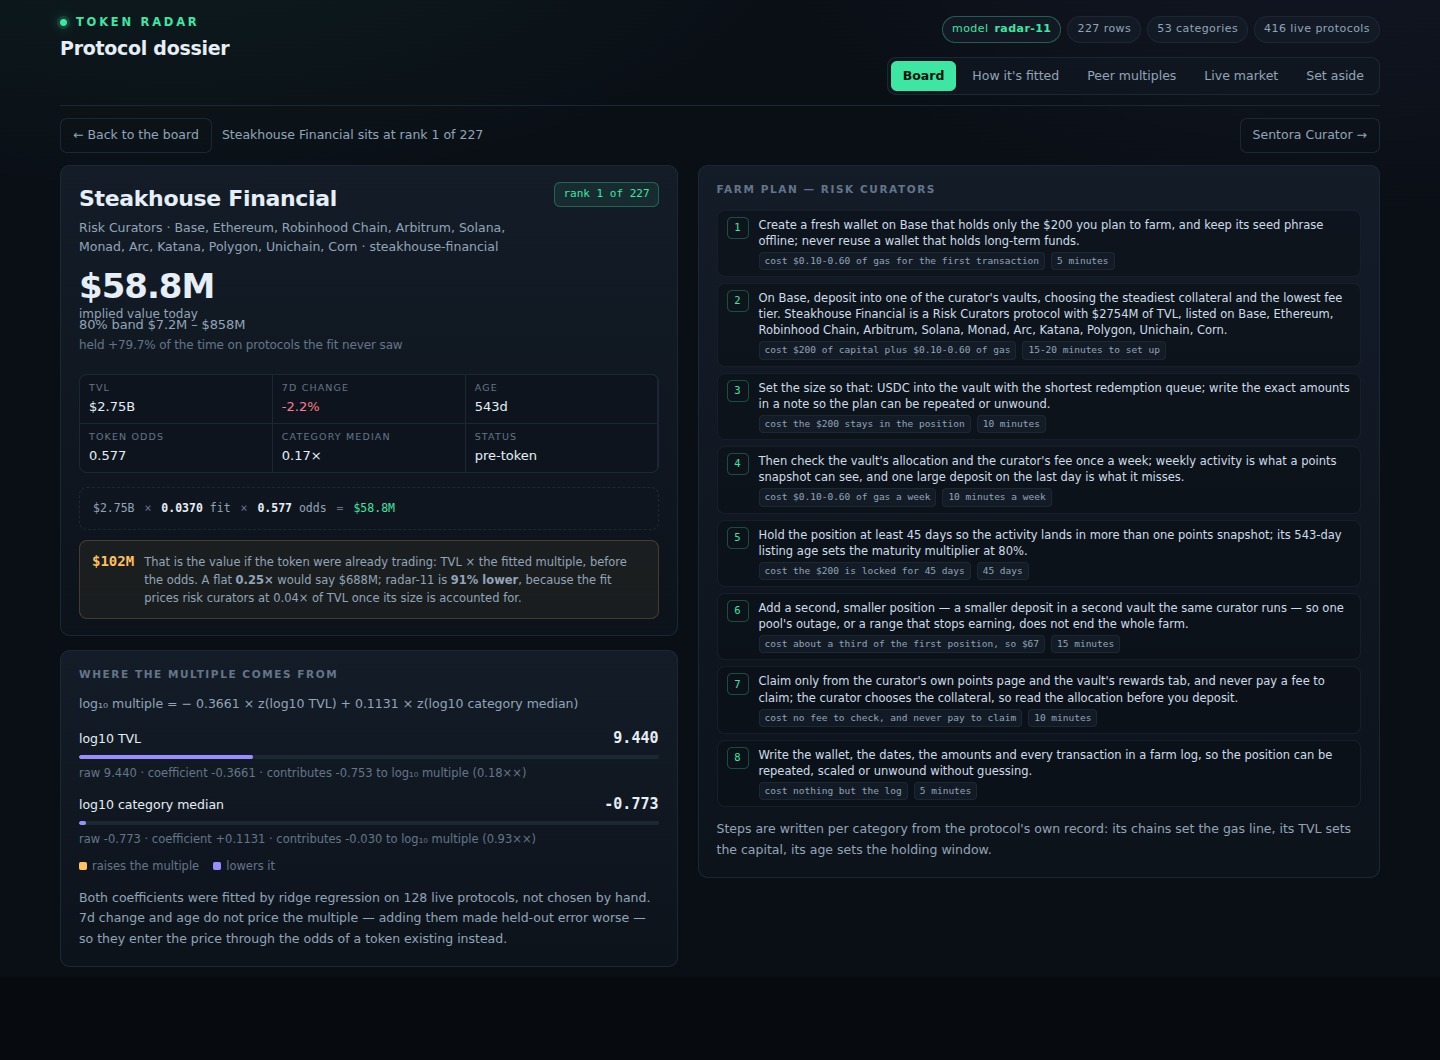 TOKEN RADAR
Protocol dossier
model radar-11
227 rows
53 categories
416 live protocols
Board
How it's fitted
Peer multiples
Live market
Set aside
← Back to the board
Steakhouse Financial sits at rank 1 of 227
Sentora Curator →
Steakhouse Financial
rank 1 of 227
Risk Curators · Base, Ethereum, Robinhood Chain, Arbitrum, Solana,
Monad, Arc, Katana, Polygon, Unichain, Corn · steakhouse-financial
$58.8M
implied value today
80% band $7.2M – $858M
held +79.7% of the time on protocols the fit never saw
TVL
$2.75B
7D CHANGE
-2.2%
AGE
543d
TOKEN ODDS
0.577
CATEGORY MEDIAN
0.17×
STATUS
pre-token
$2.75B × 0.0370 fit × 0.577 odds = $58.8M
$102M
That is the value if the token were already trading: TVL × the fitted multiple, before
the odds. A flat 0.25× would say $688M; radar-11 is 91% lower, because the fit
prices risk curators at 0.04× of TVL once its size is accounted for.
WHERE THE MULTIPLE COMES FROM
log₁₀ multiple = − 0.3661 × z(log10 TVL) + 0.1131 × z(log10 category median)
log10 TVL
9.440
raw 9.440 · coefficient -0.3661 · contributes -0.753 to log₁₀ multiple (0.18××)
log10 category median
-0.773
raw -0.773 · coefficient +0.1131 · contributes -0.030 to log₁₀ multiple (0.93××)
raises the multiple
lowers it
Both coefficients were fitted by ridge regression on 128 live protocols, not chosen by hand.
7d change and age do not price the multiple — adding them made held-out error worse —
so they enter the price through the odds of a token existing instead.
FARM PLAN — RISK CURATORS
1
Create a fresh wallet on Base that holds only the $200 you plan to farm, and keep its seed phrase
offline; never reuse a wallet that holds long-term funds.
cost $0.10-0.60 of gas for the first transaction
5 minutes
2
On Base, deposit into one of the curator's vaults, choosing the steadiest collateral and the lowest fee
tier. Steakhouse Financial is a Risk Curators protocol with $2754M of TVL, listed on Base, Ethereum,
Robinhood Chain, Arbitrum, Solana, Monad, Arc, Katana, Polygon, Unichain, Corn.
cost $200 of capital plus $0.10-0.60 of gas
15-20 minutes to set up
3
Set the size so that: USDC into the vault with the shortest redemption queue; write the exact amounts
in a note so the plan can be repeated or unwound.
cost the $200 stays in the position
10 minutes
4
Then check the vault's allocation and the curator's fee once a week; weekly activity is what a points
snapshot can see, and one large deposit on the last day is what it misses.
cost $0.10-0.60 of gas a week
10 minutes a week
5
Hold the position at least 45 days so the activity lands in more than one points snapshot; its 543-day
listing age sets the maturity multiplier at 80%.
cost the $200 is locked for 45 days
45 days
6
Add a second, smaller position — a smaller deposit in a second vault the same curator runs — so one
pool's outage, or a range that stops earning, does not end the whole farm.
cost about a third of the first position, so $67
15 minutes
7
Claim only from the curator's own points page and the vault's rewards tab, and never pay a fee to
claim; the curator chooses the collateral, so read the allocation before you deposit.
cost no fee to check, and never pay to claim
10 minutes
8
Write the wallet, the dates, the amounts and every transaction in a farm log, so the position can be
repeated, scaled or unwound without guessing.
cost nothing but the log
5 minutes
Steps are written per category from the protocol's own record: its chains set the gas line, its TVL sets
the capital, its age sets the holding window.